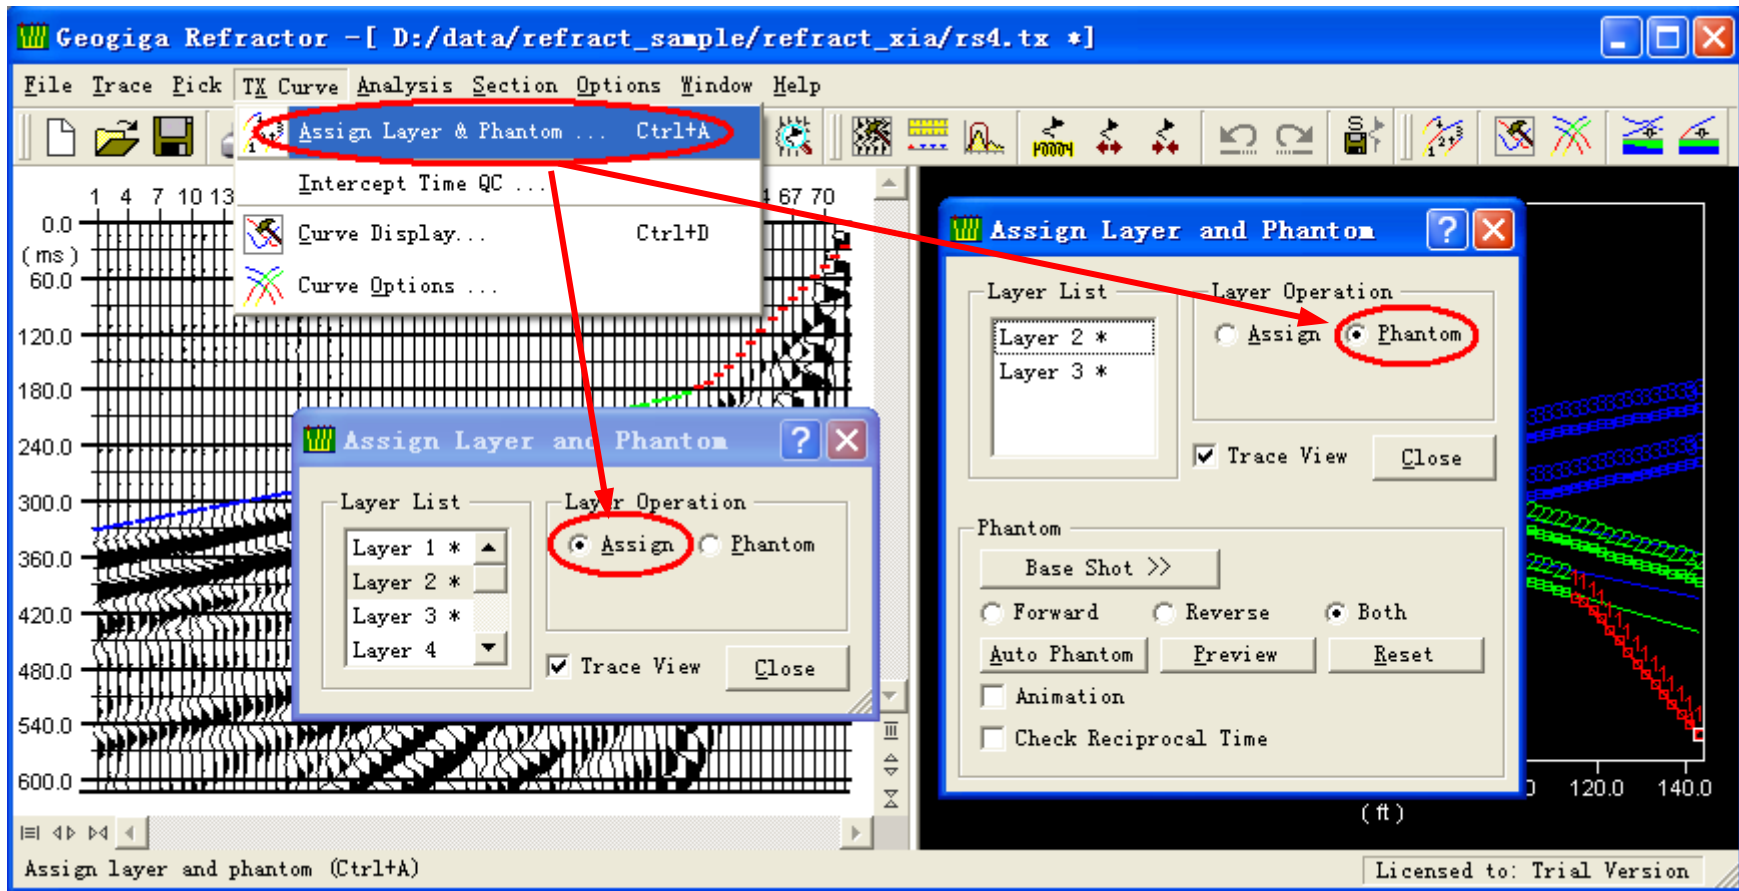 Geogiga Refractor -[ D:/data/refract_sample/refract_xia/rs4.tx *]
File Trace Pick TX Curve Analysis Section Options Window Help
Assign Layer & Phantom ... Ctrl+A
Intercept Time QC ...
Curve Display... Ctrl+D
Curve Options ...
1 4 7 10 13
67 70
0.0
(ms)
60.0
120.0
180.0
240.0
300.0
360.0
420.0
480.0
540.0
600.0
Assign Layer and Phantom
Layer List
Layer 1 *
Layer 2 *
Layer 3 *
Layer 4
Layer Operation
Assign Phantom
Trace View Close
Assign Layer and Phantom
Layer List
Layer 2 *
Layer 3 *
Layer Operation
Assign Phantom
Trace View Close
Phantom
Base Shot >>
Forward Reverse Both
Auto Phantom Preview Reset
Animation
Check Reciprocal Time
120.0 140.0
(ft)
Assign layer and phantom (Ctrl+A)
Licensed to: Trial Version